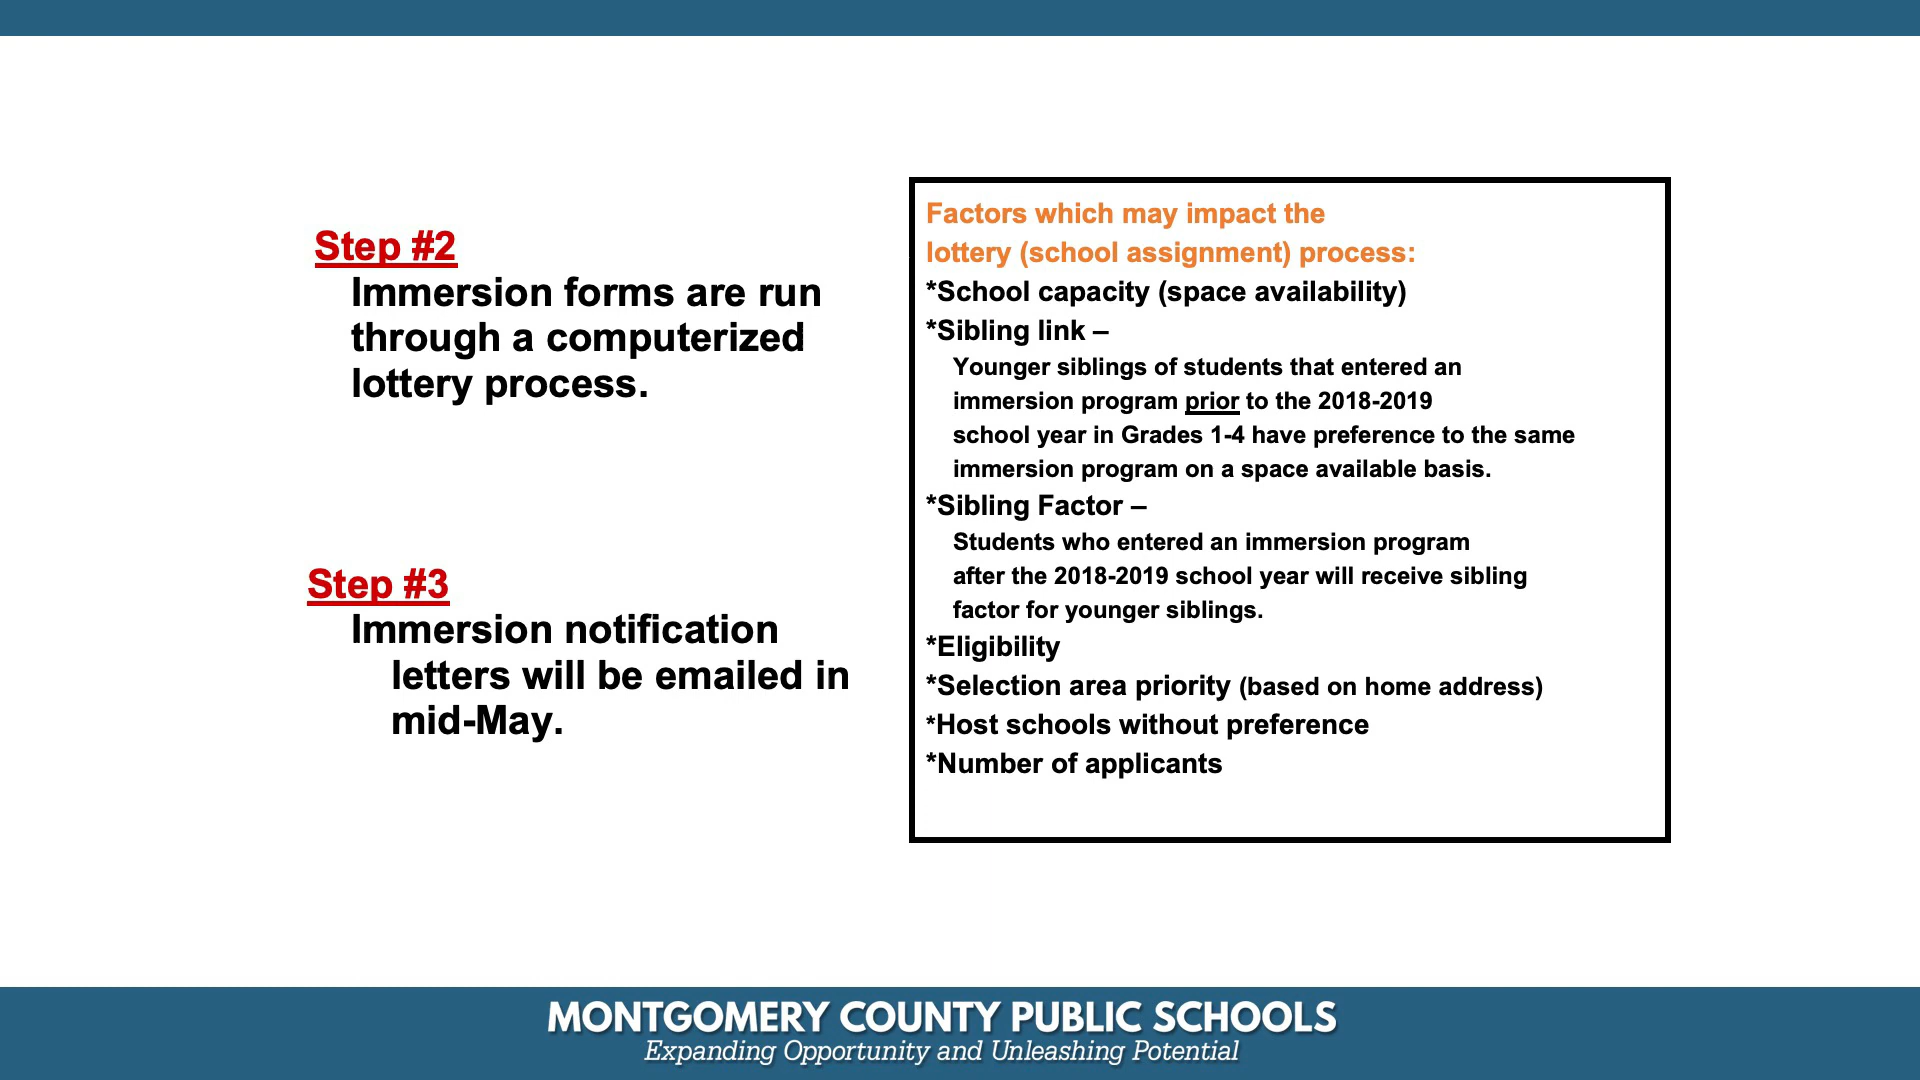 Step #2
Immersion forms are run
through a computerized
lottery process.
Step #3
Immersion notification
letters will be emailed in
mid-May.
Factors which may impact the
lottery (school assignment) process:
*School capacity (space availability)
*Sibling link –
Younger siblings of students that entered an
immersion program prior to the 2018-2019
school year in Grades 1-4 have preference to the same
immersion program on a space available basis.
*Sibling Factor –
Students who entered an immersion program
after the 2018-2019 school year will receive sibling
factor for younger siblings.
*Eligibility
*Selection area priority (based on home address)
*Host schools without preference
*Number of applicants
MONTGOMERY COUNTY PUBLIC SCHOOLS
Expanding Opportunity and Unleashing Potential